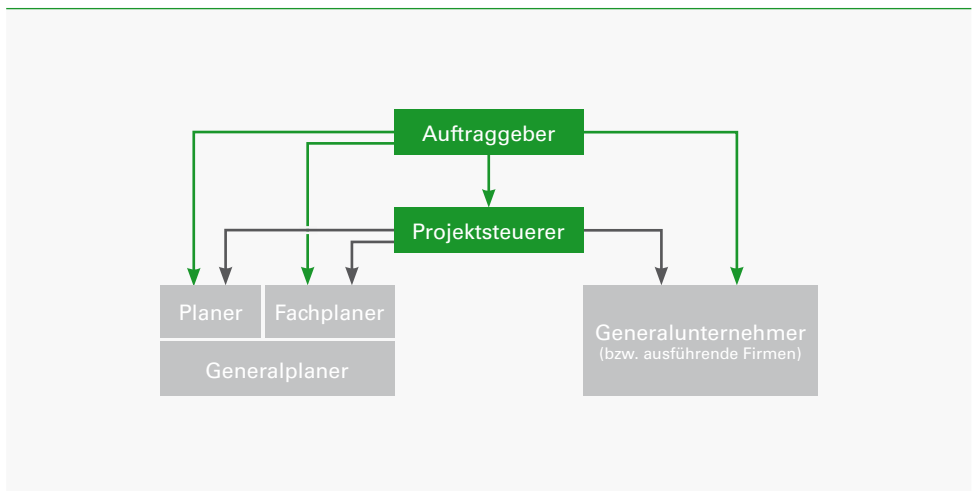 Auftraggeber
Projektsteuerer
Planer
Fachplaner
Generalplaner
Generalunternehmer
(bzw. ausführende Firmen)